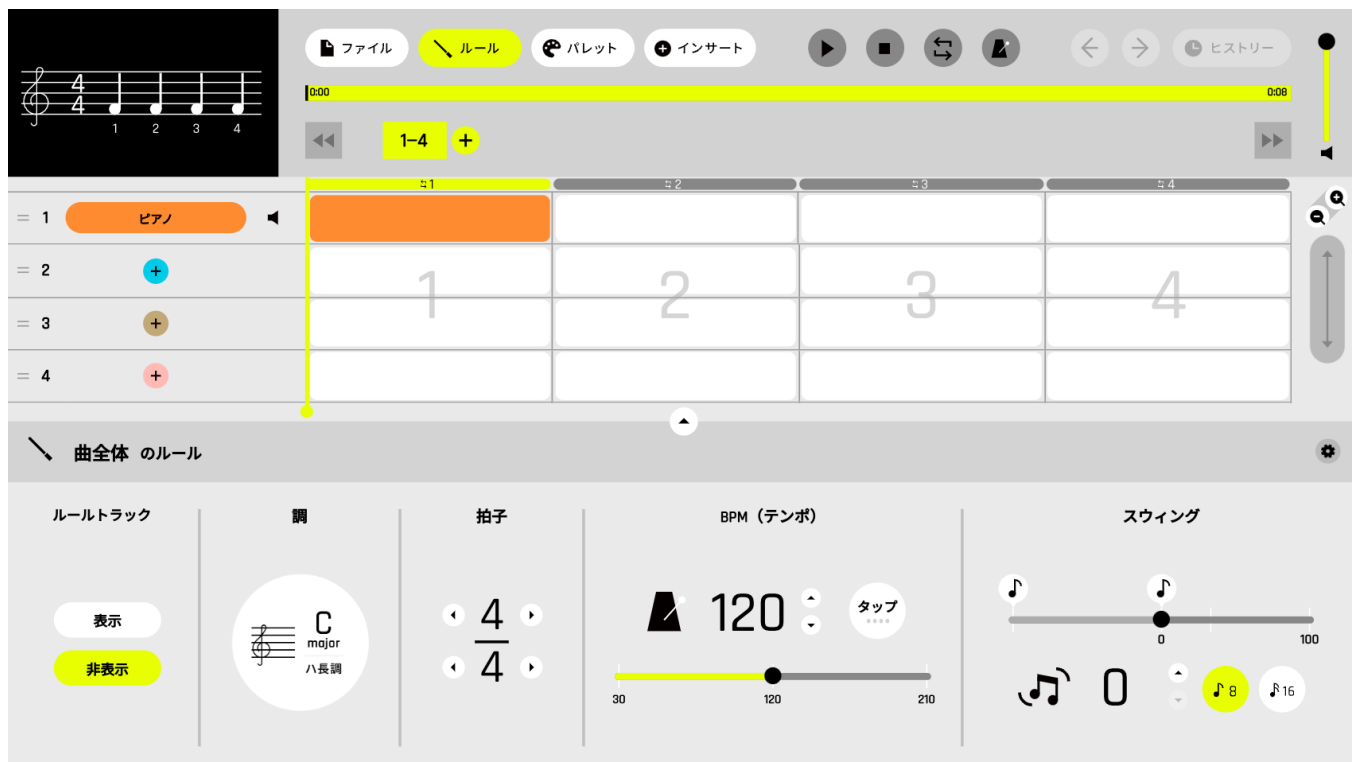 ファイル
ルール
パレット
インサート
ヒストリー
4
4
1 2 3 4
0:00
0:08
1–4
1
2
3
4
1
ピアノ
2
3
4
1
2
3
4
曲全体 のルール
ルールトラック
表示
非表示
調
C
major
ハ長調
拍子
4
4
BPM（テンポ）
120
タップ
30
120
210
スウィング
0
100
0
8
16